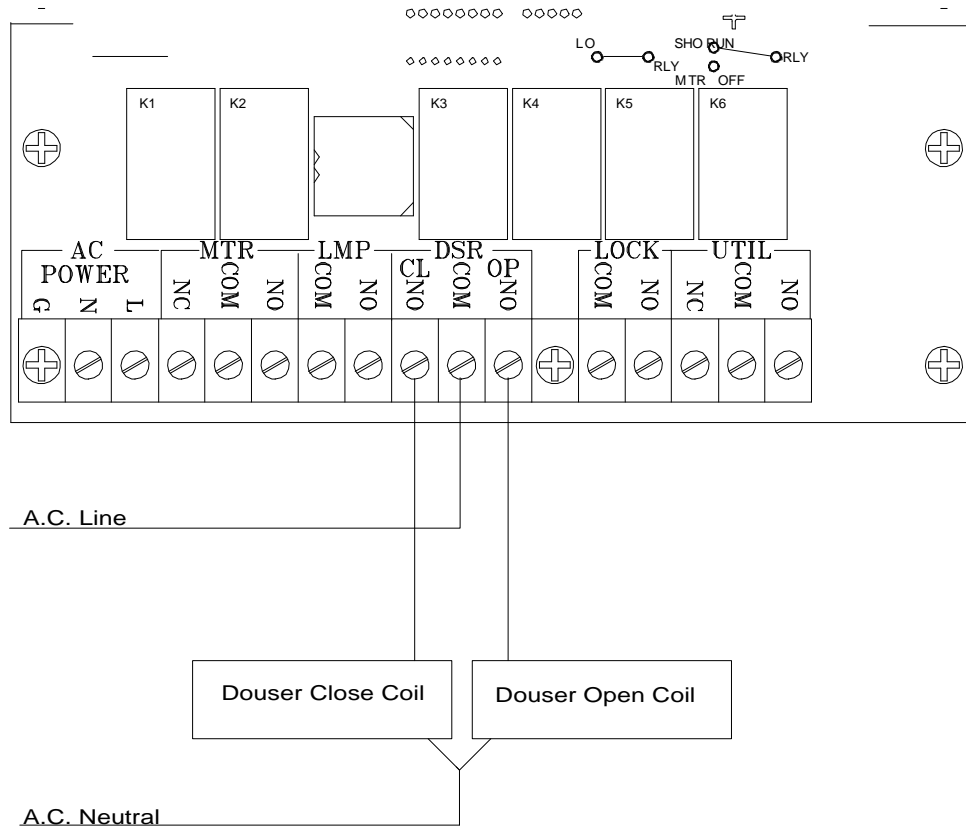 LO SHO RUN
RLY RLY
MTR OFF
K1 K2 K3 K4 K5 K6
AC POWER MTR LMP DSR LOCK UTIL
CL OP
G N L NC COM NO COM NO NO COM NO COM NO NC COM NO
A.C. Line
Douser Close Coil
Douser Open Coil
A.C. Neutral